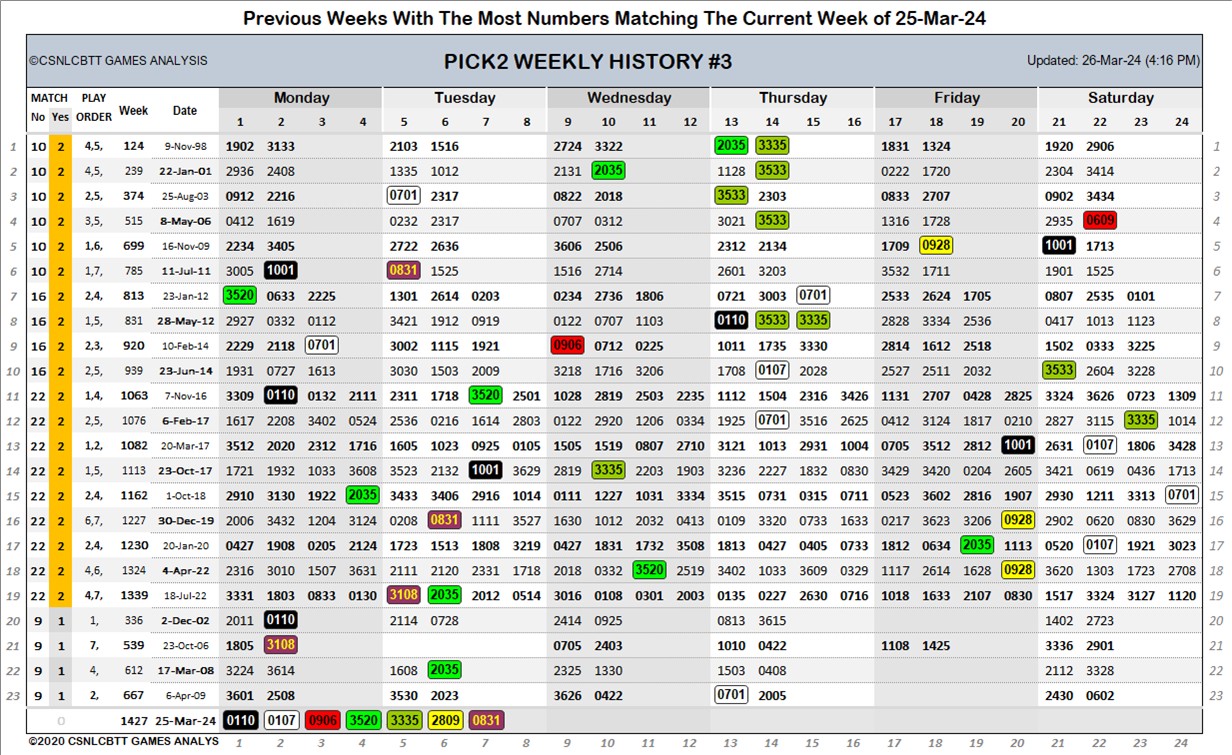 Previous Weeks With The Most Numbers Matching The Current Week of 25-Mar-24
©CSNLCBTT GAMES ANALYSIS PICK2 WEEKLY HISTORY #3 Updated: 26-Mar-24 (4:16 PM)
MATCH PLAY Week Date Monday Tuesday Wednesday Thursday Friday Saturday
No Yes ORDER 1 2 3 4 5 6 7 8 9 10 11 12 13 14 15 16 17 18 19 20 21 22 23 24
1 10 2 4,5, 124 9-Nov-98 1902 3133 2103 1516 2724 3322 2035 3335 1831 1324 1920 2906 1
2 10 2 4,5, 239 22-Jan-01 2936 2408 1335 1012 2131 2035 1128 3533 0222 1720 2304 3414 2
3 10 2 2,5, 374 25-Aug-03 0912 2216 0701 2317 0822 2018 3533 2303 0833 2707 0902 3434 3
4 10 2 3,5, 515 8-May-06 0412 1619 0232 2317 0707 0312 3021 3533 1316 1728 2935 0609 4
5 10 2 1,6, 699 16-Nov-09 2234 3405 2722 2636 3606 2506 2312 2134 1709 0928 1001 1713 5
6 10 2 1,7, 785 11-Jul-11 3005 1001 0831 1525 1516 2714 2601 3203 3532 1711 1901 1525 6
7 16 2 2,4, 813 23-Jan-12 3520 0633 2225 1301 2614 0203 0234 2736 1806 0721 3003 0701 2533 2624 1705 0807 2535 0101 7
8 16 2 1,5, 831 28-May-12 2927 0332 0112 3421 1912 0919 0122 0707 1103 0110 3533 3335 2828 3334 2536 0417 1013 1123 8
9 16 2 2,3, 920 10-Feb-14 2229 2118 0701 3002 1115 1921 0906 0712 0225 1011 1735 3330 2814 1612 2518 1502 0333 3225 9
10 16 2 2,5, 939 23-Jun-14 1931 0727 1613 3030 1503 2009 3218 1716 3206 1708 0107 2028 2527 2511 2032 3533 2604 3228 10
11 22 2 1,4, 1063 7-Nov-16 3309 0110 0132 2111 2311 1718 3520 2501 1028 2819 2503 2235 1112 1504 2316 3426 1131 2707 0428 2825 3324 3626 0723 1309 11
12 22 2 2,5, 1076 6-Feb-17 1617 2208 3402 0524 2536 0216 1614 2803 0122 2920 1206 0334 1925 0701 2536 2625 0412 3124 1817 0210 2827 3115 3335 1014 12
13 22 2 1,2, 1082 20-Mar-17 3512 2020 2312 1716 1605 1023 0925 0105 1505 1519 0807 2710 3121 1013 2931 1004 0705 3512 2812 1001 2631 0107 1806 3428 13
14 22 2 1,5, 1113 23-Oct-17 1721 1932 1033 3608 3523 2132 1001 3629 2819 3335 2203 1903 3236 2227 1832 0830 3429 3420 0204 2605 3421 0619 0436 1713 14
15 22 2 2,4, 1162 1-Oct-18 2910 3130 1922 2035 3433 3406 2916 1014 0111 1227 1031 3334 3515 0731 0315 0711 0523 3602 2816 1907 2930 1211 3313 0701 15
16 22 2 6,7, 1227 30-Dec-19 2006 3432 1204 3124 0208 0831 1111 3527 1630 1012 2032 0413 0109 3320 0733 1633 0217 3623 3206 0928 2902 0620 0830 3629 16
17 22 2 2,4, 1230 20-Jan-20 0427 1908 0205 2124 1723 1513 1808 3219 0427 1831 1732 3508 1813 0427 0405 0733 1812 0634 2035 1113 0520 0107 1921 3023 17
18 22 2 4,6, 1324 4-Apr-22 2316 3010 1507 3631 2111 2120 2331 1718 2018 0332 3520 2519 3402 1033 3609 0329 1117 2614 1628 0928 3620 1303 1723 2708 18
19 22 2 4,7, 1339 18-Jul-22 3331 1803 0833 0130 3108 2035 2012 0514 3016 0108 0301 2003 0135 0227 2630 0716 1018 1633 2107 0830 1517 3324 3127 1120 19
20 9 1 1, 336 2-Dec-02 2011 0110 2114 0728 2414 0925 0813 3615 1402 2723 20
21 9 1 7, 539 23-Oct-06 1805 3108 0705 2403 1010 0422 1108 1425 3336 2901 21
22 9 1 4, 612 17-Mar-08 3224 3614 1608 2035 2325 1330 1503 0408 2112 3328 22
23 9 1 2, 667 6-Apr-09 3601 2508 3530 2023 3626 0422 0701 2005 2430 0602 23
0 1427 25-Mar-24 0110 0107 0906 3520 3335 2809 0831
©2020 CSNLCBTT GAMES ANALYS 1 2 3 4 5 6 7 8 9 10 11 12 13 14 15 16 17 18 19 20 21 22 23 24